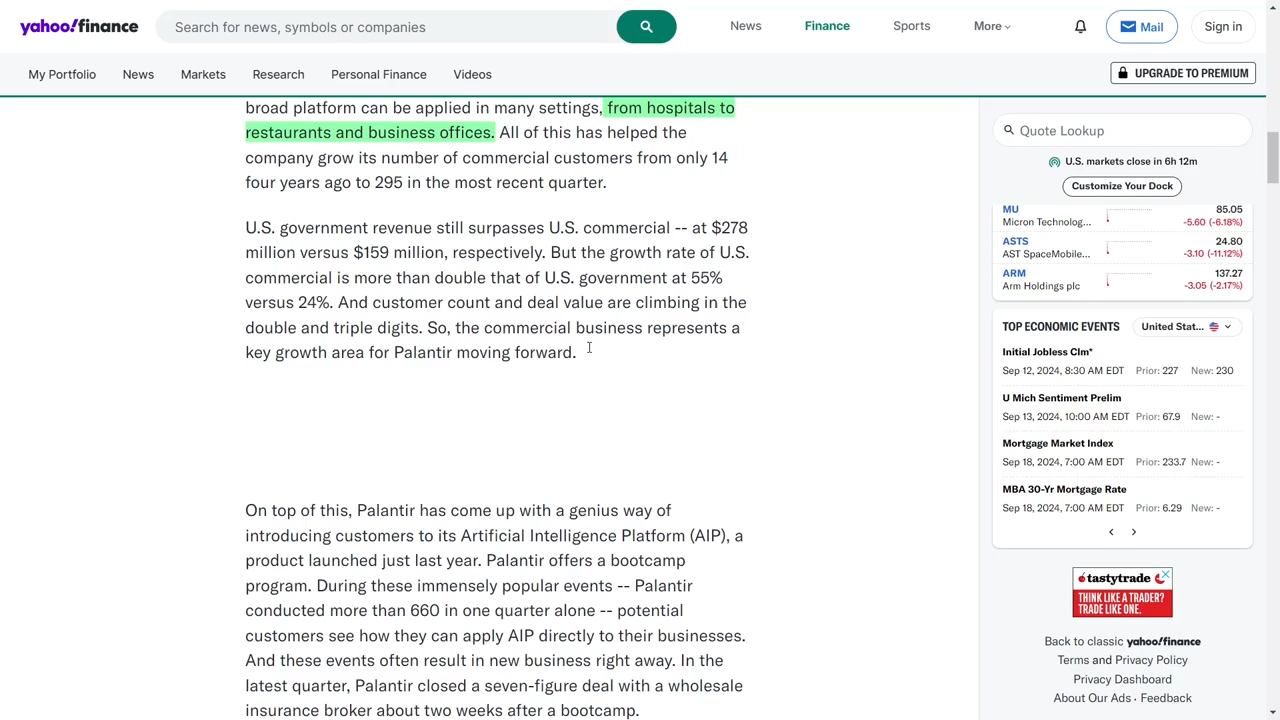 yahoo!finance
Search for news, symbols or companies
News
Finance
Sports
More
Mail
Sign in
My Portfolio
News
Markets
Research
Personal Finance
Videos
UPGRADE TO PREMIUM
broad platform can be applied in many settings, from hospitals to
restaurants and business offices. All of this has helped the
company grow its number of commercial customers from only 14
four years ago to 295 in the most recent quarter.
U.S. government revenue still surpasses U.S. commercial -- at $278
million versus $159 million, respectively. But the growth rate of U.S.
commercial is more than double that of U.S. government at 55%
versus 24%. And customer count and deal value are climbing in the
double and triple digits. So, the commercial business represents a
key growth area for Palantir moving forward.
On top of this, Palantir has come up with a genius way of
introducing customers to its Artificial Intelligence Platform (AIP), a
product launched just last year. Palantir offers a bootcamp
program. During these immensely popular events -- Palantir
conducted more than 660 in one quarter alone -- potential
customers see how they can apply AIP directly to their businesses.
And these events often result in new business right away. In the
latest quarter, Palantir closed a seven-figure deal with a wholesale
insurance broker about two weeks after a bootcamp.
Quote Lookup
U.S. markets close in 6h 12m
Customize Your Dock
MU 85.05
Micron Technolog... -5.60 (-6.18%)
ASTS 24.80
AST SpaceMobile... -3.10 (-11.12%)
ARM 137.27
Arm Holdings plc -3.05 (-2.17%)
TOP ECONOMIC EVENTS United Stat...
Initial Jobless Clm*
Sep 12, 2024, 8:30 AM EDT Prior: 227 New: 230
U Mich Sentiment Prelim
Sep 13, 2024, 10:00 AM EDT Prior: 67.9 New: -
Mortgage Market Index
Sep 18, 2024, 7:00 AM EDT Prior: 233.7 New: -
MBA 30-Yr Mortgage Rate
Sep 18, 2024, 7:00 AM EDT Prior: 6.29 New: -
tastytrade
THINK LIKE A TRADER?
TRADE LIKE ONE.
Back to classic yahoo!finance
Terms and Privacy Policy
Privacy Dashboard
About Our Ads · Feedback